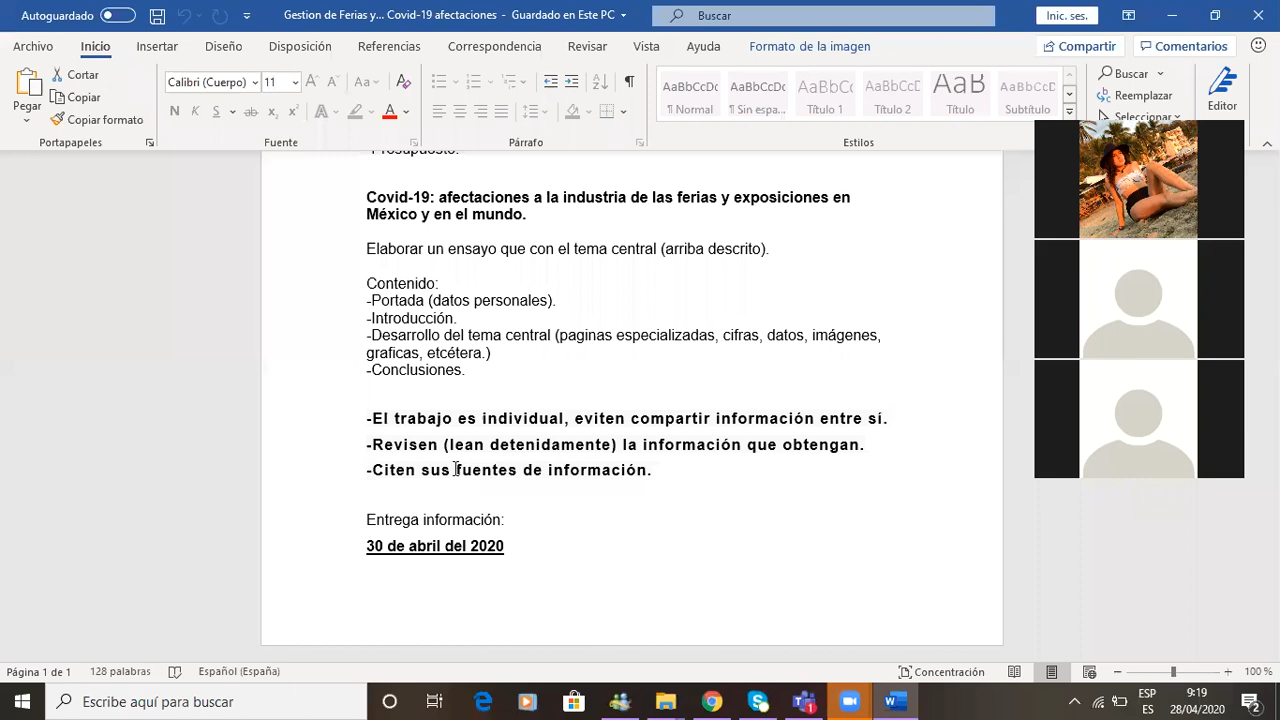 Autoguardado
Gestion de Ferias y... Covid-19 afectaciones - Guardado en Este PC
Buscar
Inic. ses.
Archivo Inicio Insertar Diseño Disposición Referencias Correspondencia Revisar Vista Ayuda Formato de la imagen Compartir Comentarios
Pegar
Cortar
Copiar
Copiar formato
Portapapeles
Calibri (Cuerpo) 11
Fuente
Párrafo
AaBbCcDc AaBbCcDc AaBbCc AaBbCcD AaB AaBbCcD
¶ Normal ¶ Sin espa... Título 1 Título 2 Título Subtítulo
Estilos
Buscar
Reemplazar
Seleccionar
Editor
-Presupuesto.
Covid-19: afectaciones a la industria de las ferias y exposiciones en
México y en el mundo.
Elaborar un ensayo que con el tema central (arriba descrito).
Contenido:
-Portada (datos personales).
-Introducción.
-Desarrollo del tema central (paginas especializadas, cifras, datos, imágenes,
graficas, etcétera.)
-Conclusiones.
-El trabajo es individual, eviten compartir información entre sí.
-Revisen (lean detenidamente) la información que obtengan.
-Citen sus fuentes de información.
Entrega información:
30 de abril del 2020
Página 1 de 1 128 palabras Español (España) Concentración 100 %
Escribe aquí para buscar
ESP
ES
9:19
28/04/2020
2